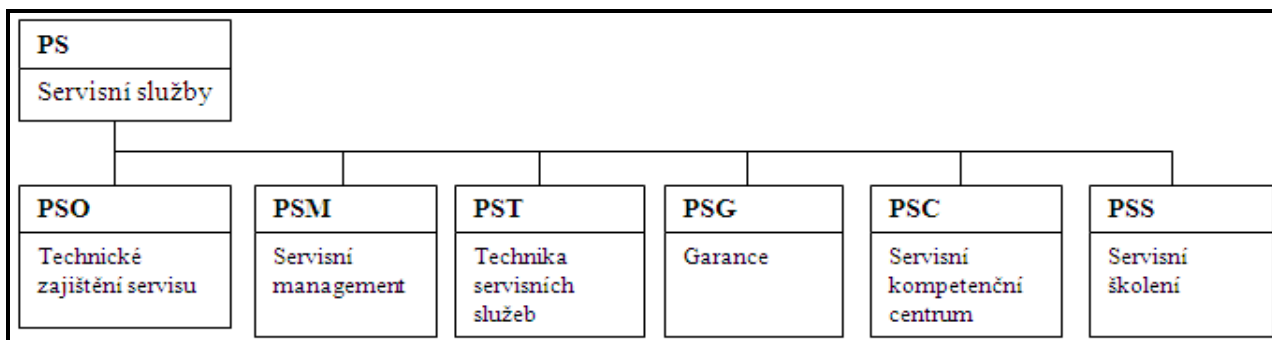 PS
Servisní služby
PSO
Technické
zajištění servisu
PSM
Servisní
management
PST
Technika
servisních
služeb
PSG
Garance
PSC
Servisní
kompetenční
centrum
PSS
Servisní
školení